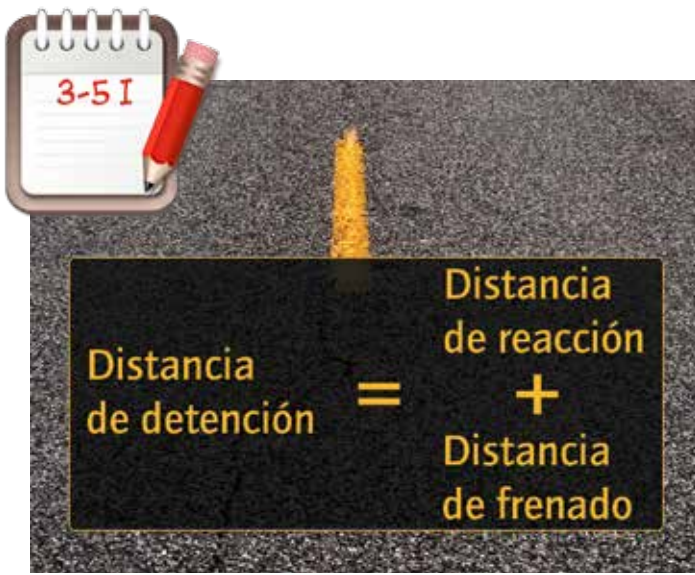 3-5 I
Distancia
de detención
=
Distancia
de reacción
+
Distancia
de frenado